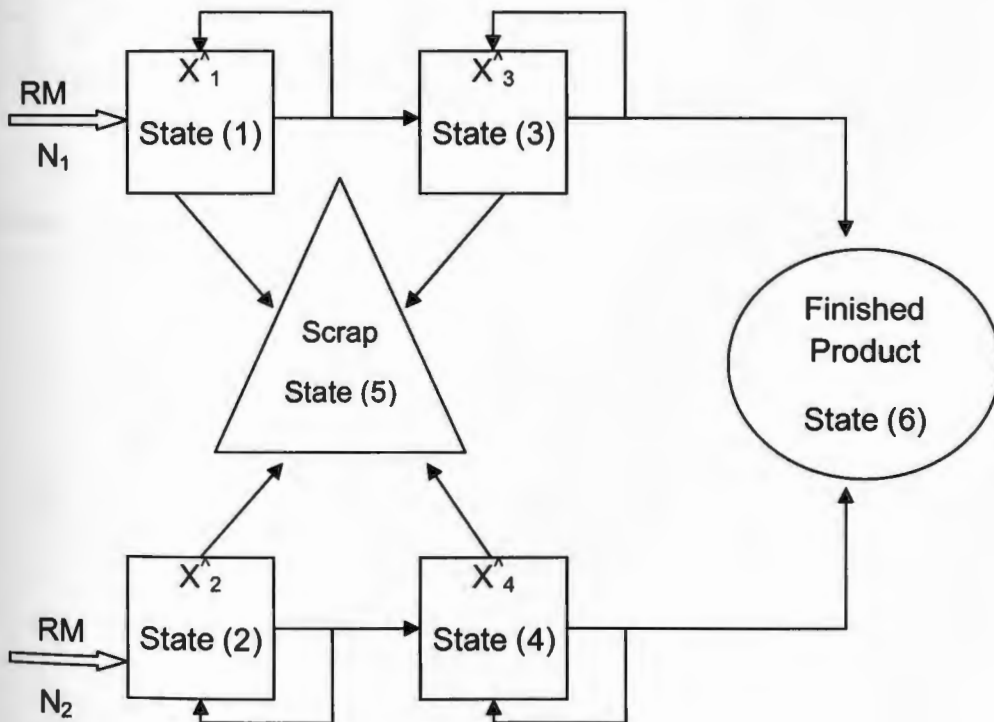 RM
N₁
X^₁
State (1)
X^₃
State (3)
Scrap
State (5)
Finished
Product
State (6)
RM
N₂
X^₂
State (2)
X^₄
State (4)